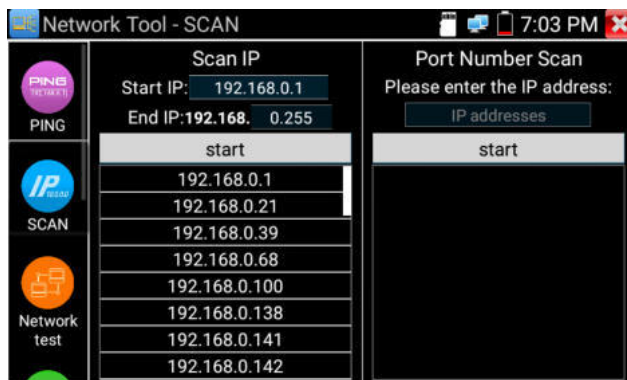 Network Tool - SCAN
7:03 PM
PING
PING
SCAN
Network
test
Scan IP
Start IP: 192.168.0.1
End IP:192.168. 0.255
start
192.168.0.1
192.168.0.21
192.168.0.39
192.168.0.68
192.168.0.100
192.168.0.138
192.168.0.141
192.168.0.142
Port Number Scan
Please enter the IP address:
IP addresses
start
IP